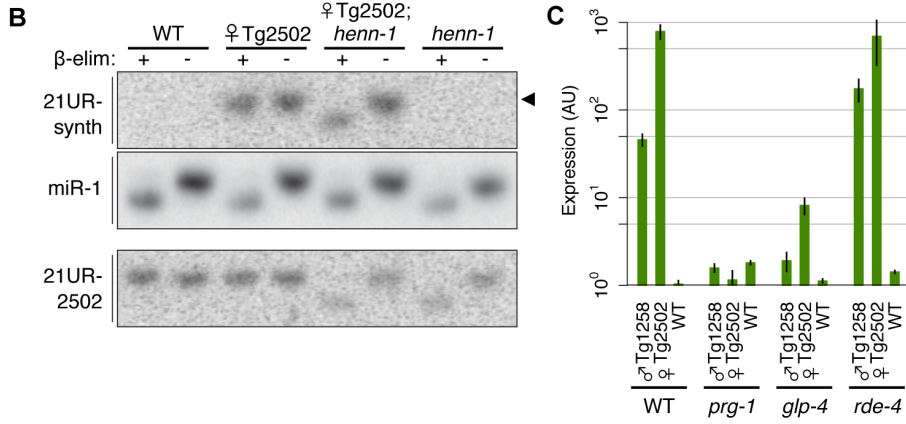 B
WT
♀Tg2502
♀Tg2502;
henn-1
henn-1
β-elim: + - + - + - + -
21UR-
synth
miR-1
21UR-
2502
C
Expression (AU)
10³
10²
10¹
10⁰
♂Tg1258
♀Tg2502
WT
♂Tg1258
♀Tg2502
WT
♂Tg1258
♀Tg2502
WT
♂Tg1258
♀Tg2502
WT
WT prg-1 glp-4 rde-4